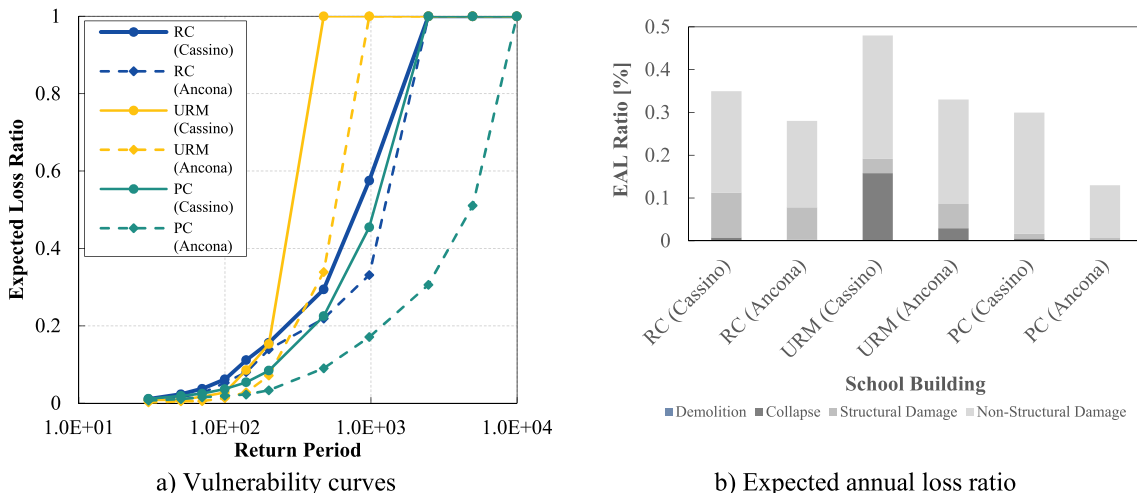 1
0.8
0.6
0.4
0.2
0
Expected Loss Ratio
RC
(Cassino)
RC
(Ancona)
URM
(Cassino)
URM
(Ancona)
PC
(Cassino)
PC
(Ancona)
1.0E+01
1.0E+02
1.0E+03
1.0E+04
Return Period
a) Vulnerability curves
0.5
0.4
0.3
0.2
0.1
0
EAL Ratio [%]
RC (Cassino)
RC (Ancona)
URM (Cassino)
URM (Ancona)
PC (Cassino)
PC (Ancona)
School Building
Demolition
Collapse
Structural Damage
Non-Structural Damage
b) Expected annual loss ratio